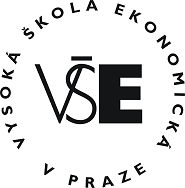 VYSOKÁ ŠKOLA EKONOMICKÁ
VŠE
V PRAZE